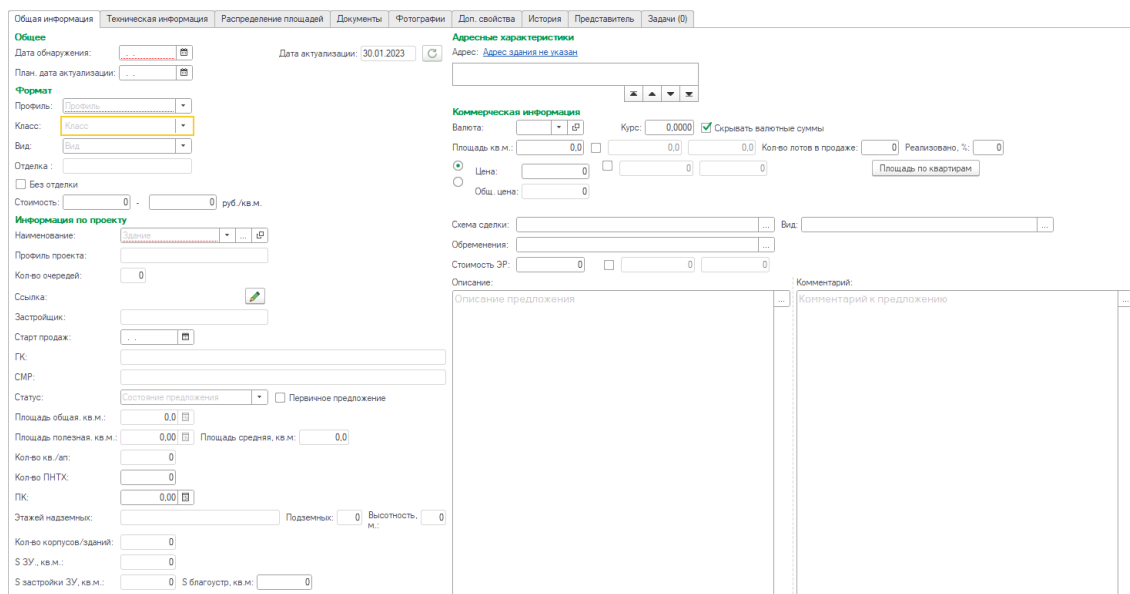 Общая информация Техническая информация Распределение площадей Документы Фотографии Доп. свойства История Представитель Задачи (0)
Общее
Дата обнаружения: . . Дата актуализации: 30.01.2023
План. дата актуализации: . .
Формат
Профиль: Профиль
Класс: Класс
Вид: Вид
Отделка :
Без отделки
Стоимость: 0 - 0 руб./кв.м.
Информация по проекту
Наименование: Здание ...
Профиль проекта:
Кол-во очередей: 0
Ссылка:
Застройщик:
Старт продаж: . .
ГК:
СМР:
Статус: Состояние предложения Первичное предложение
Площадь общая. кв.м.: 0,0
Площадь полезная. кв.м.: 0,00 Площадь средняя, кв.м: 0,0
Кол-во кв./ап: 0
Кол-во ПНТХ: 0
ПК: 0,00
Этажей надземных: Подземных: 0 Высотность, м.: 0
Кол-во корпусов/зданий: 0
S ЗУ., кв.м.: 0
S застройки ЗУ, кв.м.: 0 S благоустр, кв.м: 0
Адресные характеристики
Адрес: Адрес здания не указан
Коммерческая информация
Валюта: Курс: 0,0000 Скрывать валютные суммы
Площадь кв.м.: 0,0 0,0 0,0 Кол-во лотов в продаже: 0 Реализовано, %: 0
Цена: 0 0 0 Площадь по квартирам
Общ. цена: 0
Схема сделки: ... Вид: ...
Обременения: ...
Стоимость ЭР: 0 0 0
Описание: Комментарий:
Описание предложения ... Комментарий к предложению ...